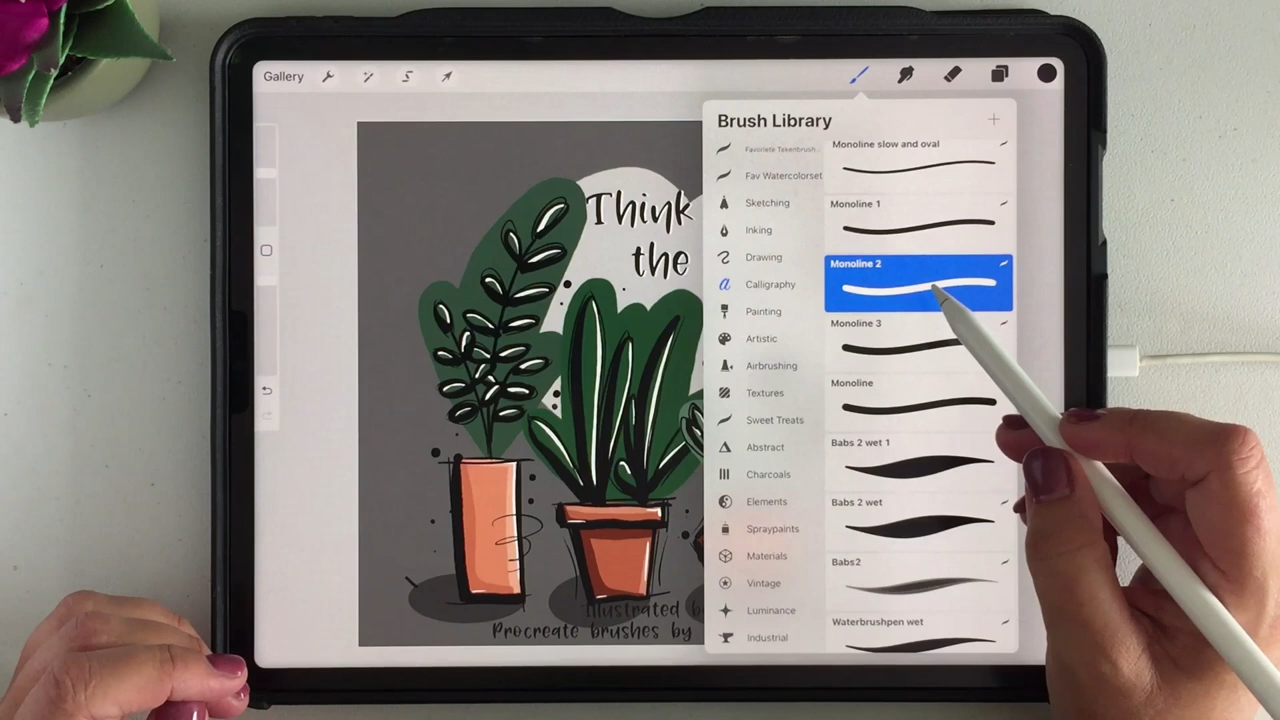 Gallery
Brush Library
Favoriete Tekenbrush...
Fav Watercolorset
Sketching
Inking
Drawing
Calligraphy
Painting
Artistic
Airbrushing
Textures
Sweet Treats
Abstract
Charcoals
Elements
Spraypaints
Materials
Vintage
Luminance
Industrial
Monoline slow and oval
Monoline 1
Monoline 2
Monoline 3
Monoline
Babs 2 wet 1
Babs 2 wet
Babs2
Waterbrushpen wet
Think
the
Illustrated b
Procreate brushes by